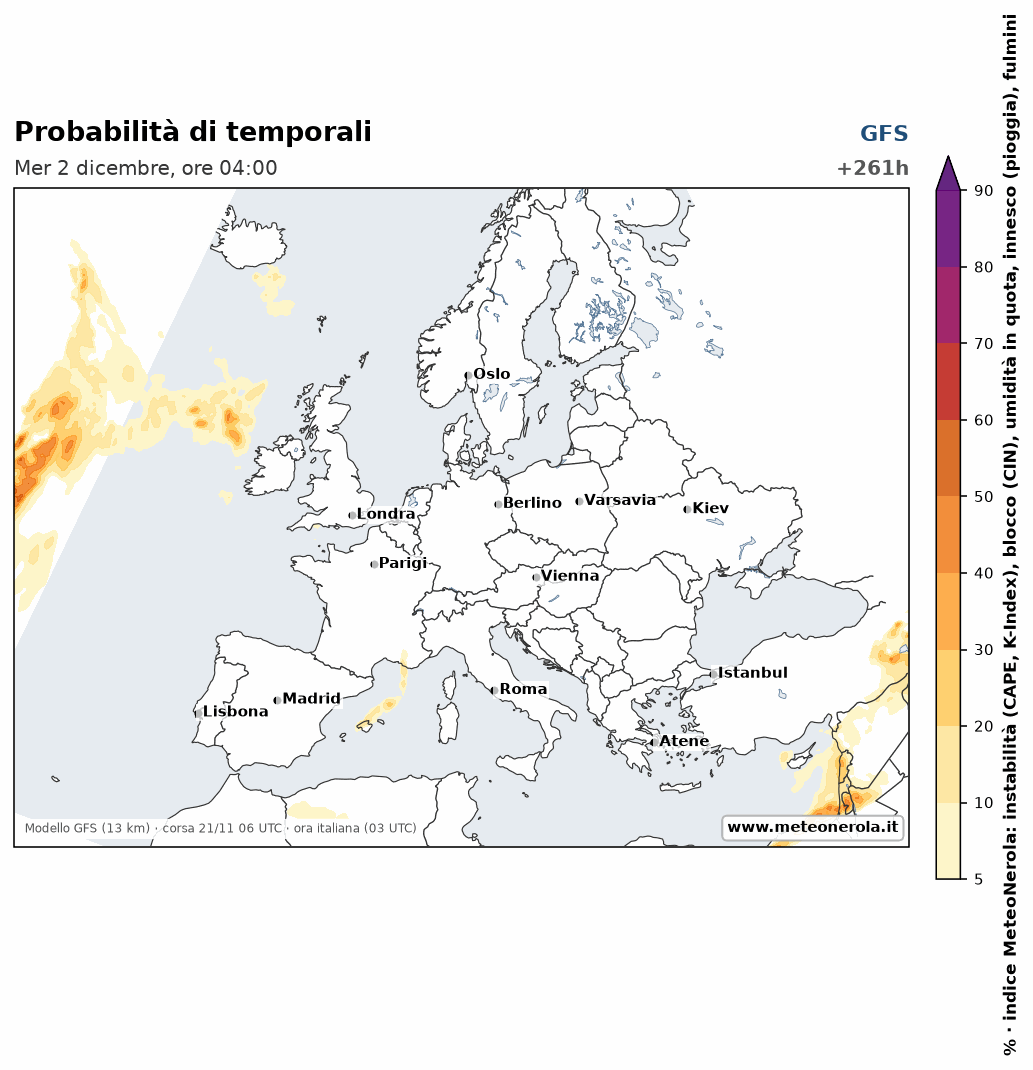 Probabilità di temporali
GFS
Mer 2 dicembre, ore 04:00
+261h
Oslo
Londra
Berlino
Varsavia
Kiev
Parigi
Vienna
Madrid
Lisbona
Roma
Istanbul
Atene
Modello GFS (13 km) · corsa 21/11 06 UTC · ora italiana (03 UTC)
www.meteonerola.it
90
80
70
60
50
40
30
20
10
5
% · indice MeteoNerola: instabilità (CAPE, K-Index), blocco (CIN), umidità in quota, innesco (pioggia), fulmini